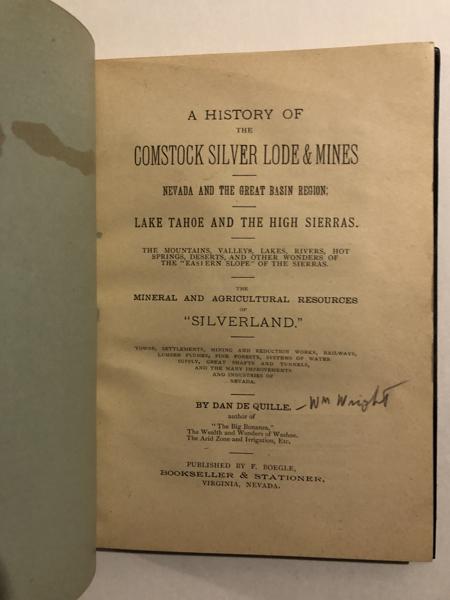 A HISTORY OF
THE
COMSTOCK SILVER LODE & MINES
NEVADA AND THE GREAT BASIN REGION;
LAKE TAHOE AND THE HIGH SIERRAS.
THE MOUNTAINS, VALLEYS, LAKES, RIVERS, HOT
SPRINGS, DESERTS, AND OTHER WONDERS OF
THE "EASTERN SLOPE" OF THE SIERRAS.
THE
MINERAL AND AGRICULTURAL RESOURCES
OF
"SILVERLAND."
TOWNS, SETTLEMENTS, MINING AND REDUCTION WORKS, RAILWAYS,
LUMBER FLUMES, PINE FORESTS, SYSTEMS OF WATER
SUPPLY, GREAT SHAFTS AND TUNNELS,
AND THE MANY IMPROVEMENTS
AND INDUSTRIES OF
NEVADA.
BY DAN DE QUILLE. - Wm Wright
author of
"The Big Bonanza,"
The Wealth and Wonders of Washoe.
The Arid Zone and Irrigation, Etc.
PUBLISHED BY F. BOEGLE,
BOOKSELLER & STATIONER,
VIRGINIA, NEVADA.